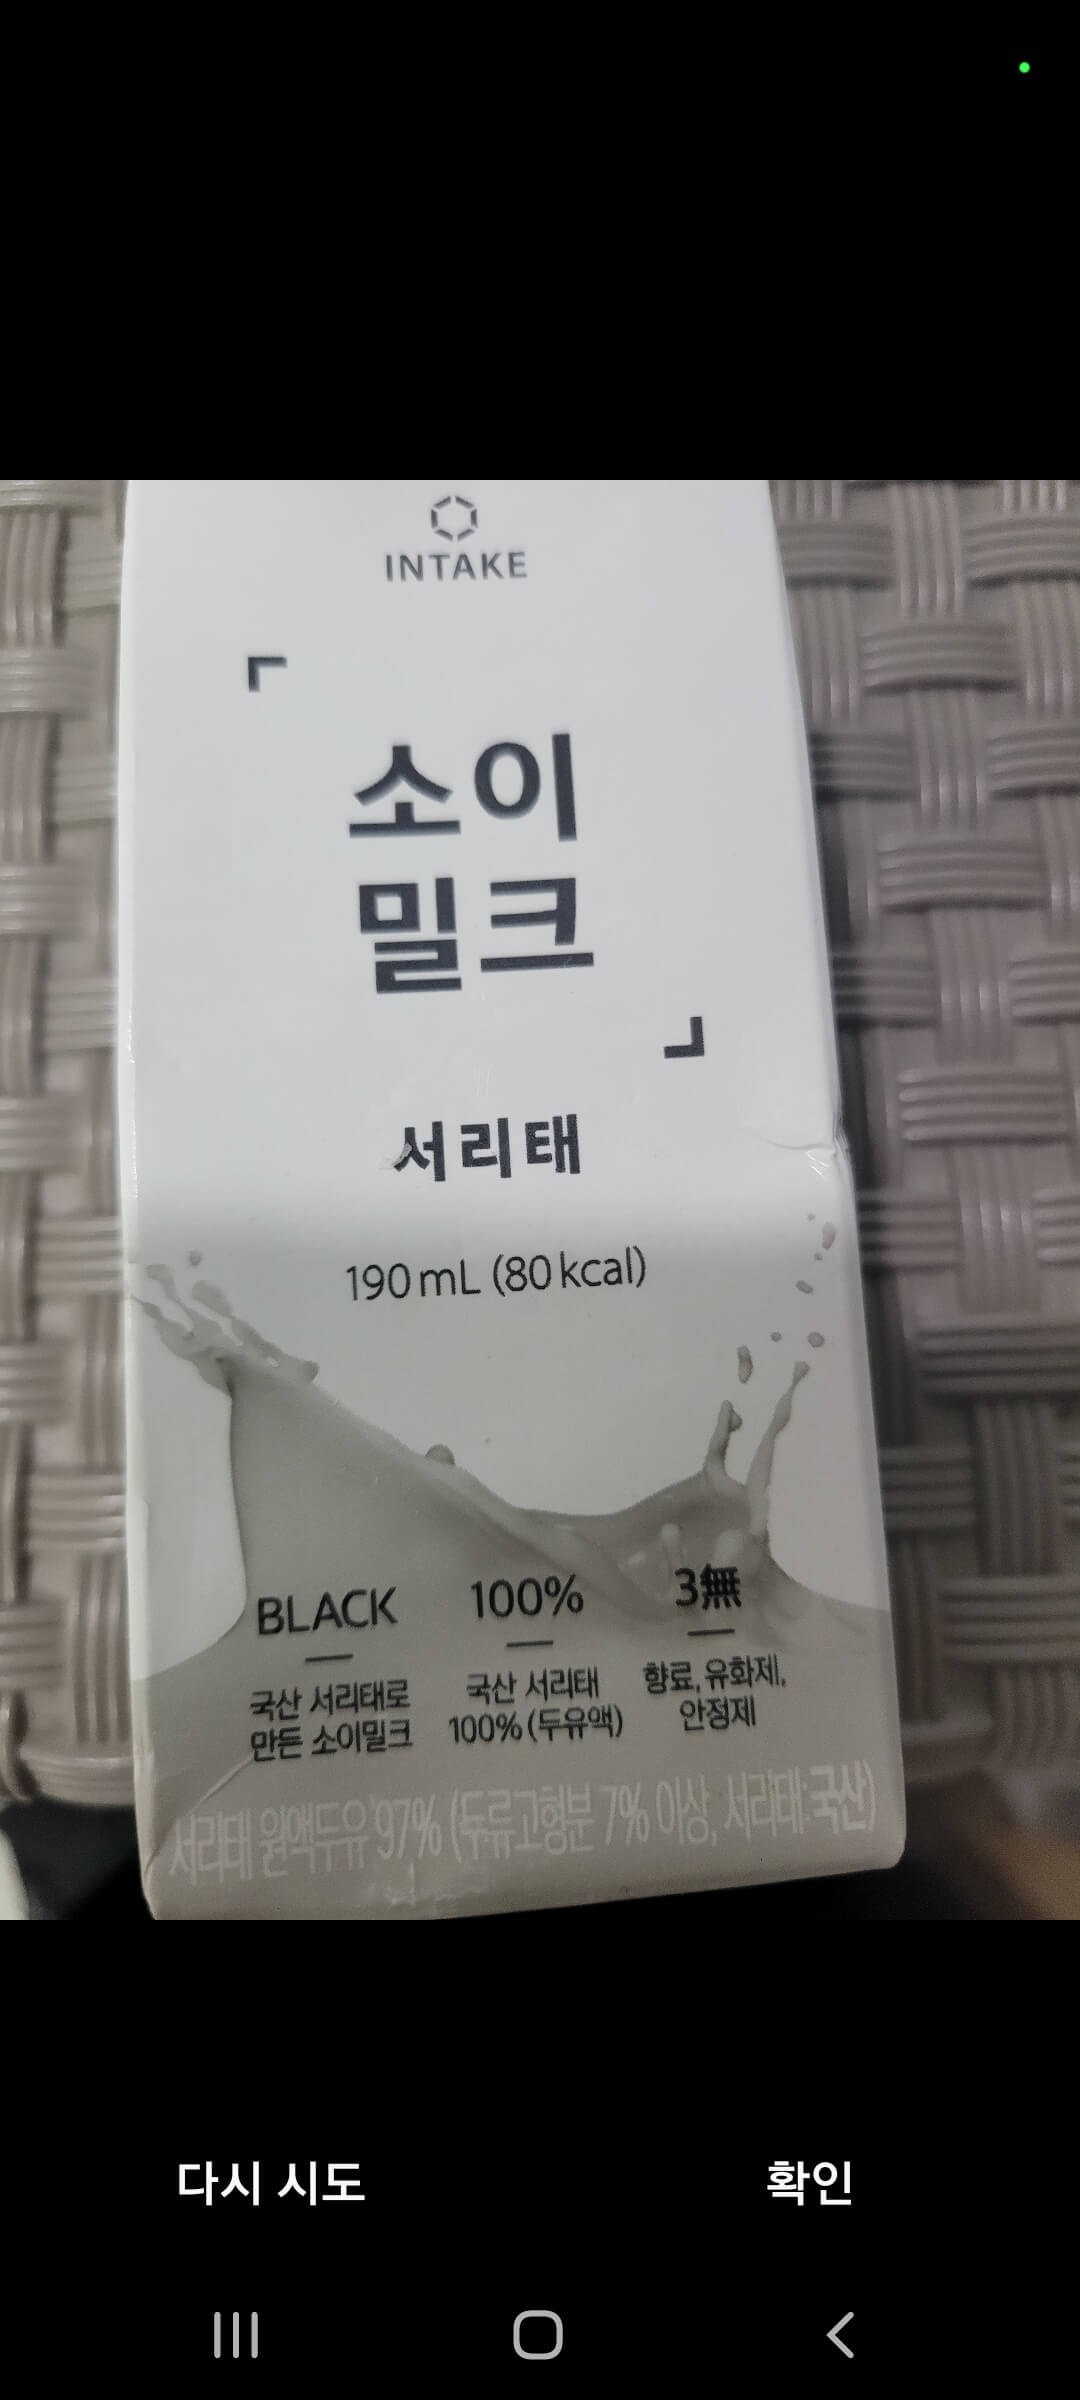 INTAKE
「
소이
밀크
」
서리태
190 mL (80 kcal)
BLACK
국산 서리태로
만든 소이밀크
100%
국산 서리태
100% (두유액)
3無
향료, 유화제,
안정제
서리태 원액두유 97% (두류고형분 7% 이상, 서리태:국산)
다시 시도
확인